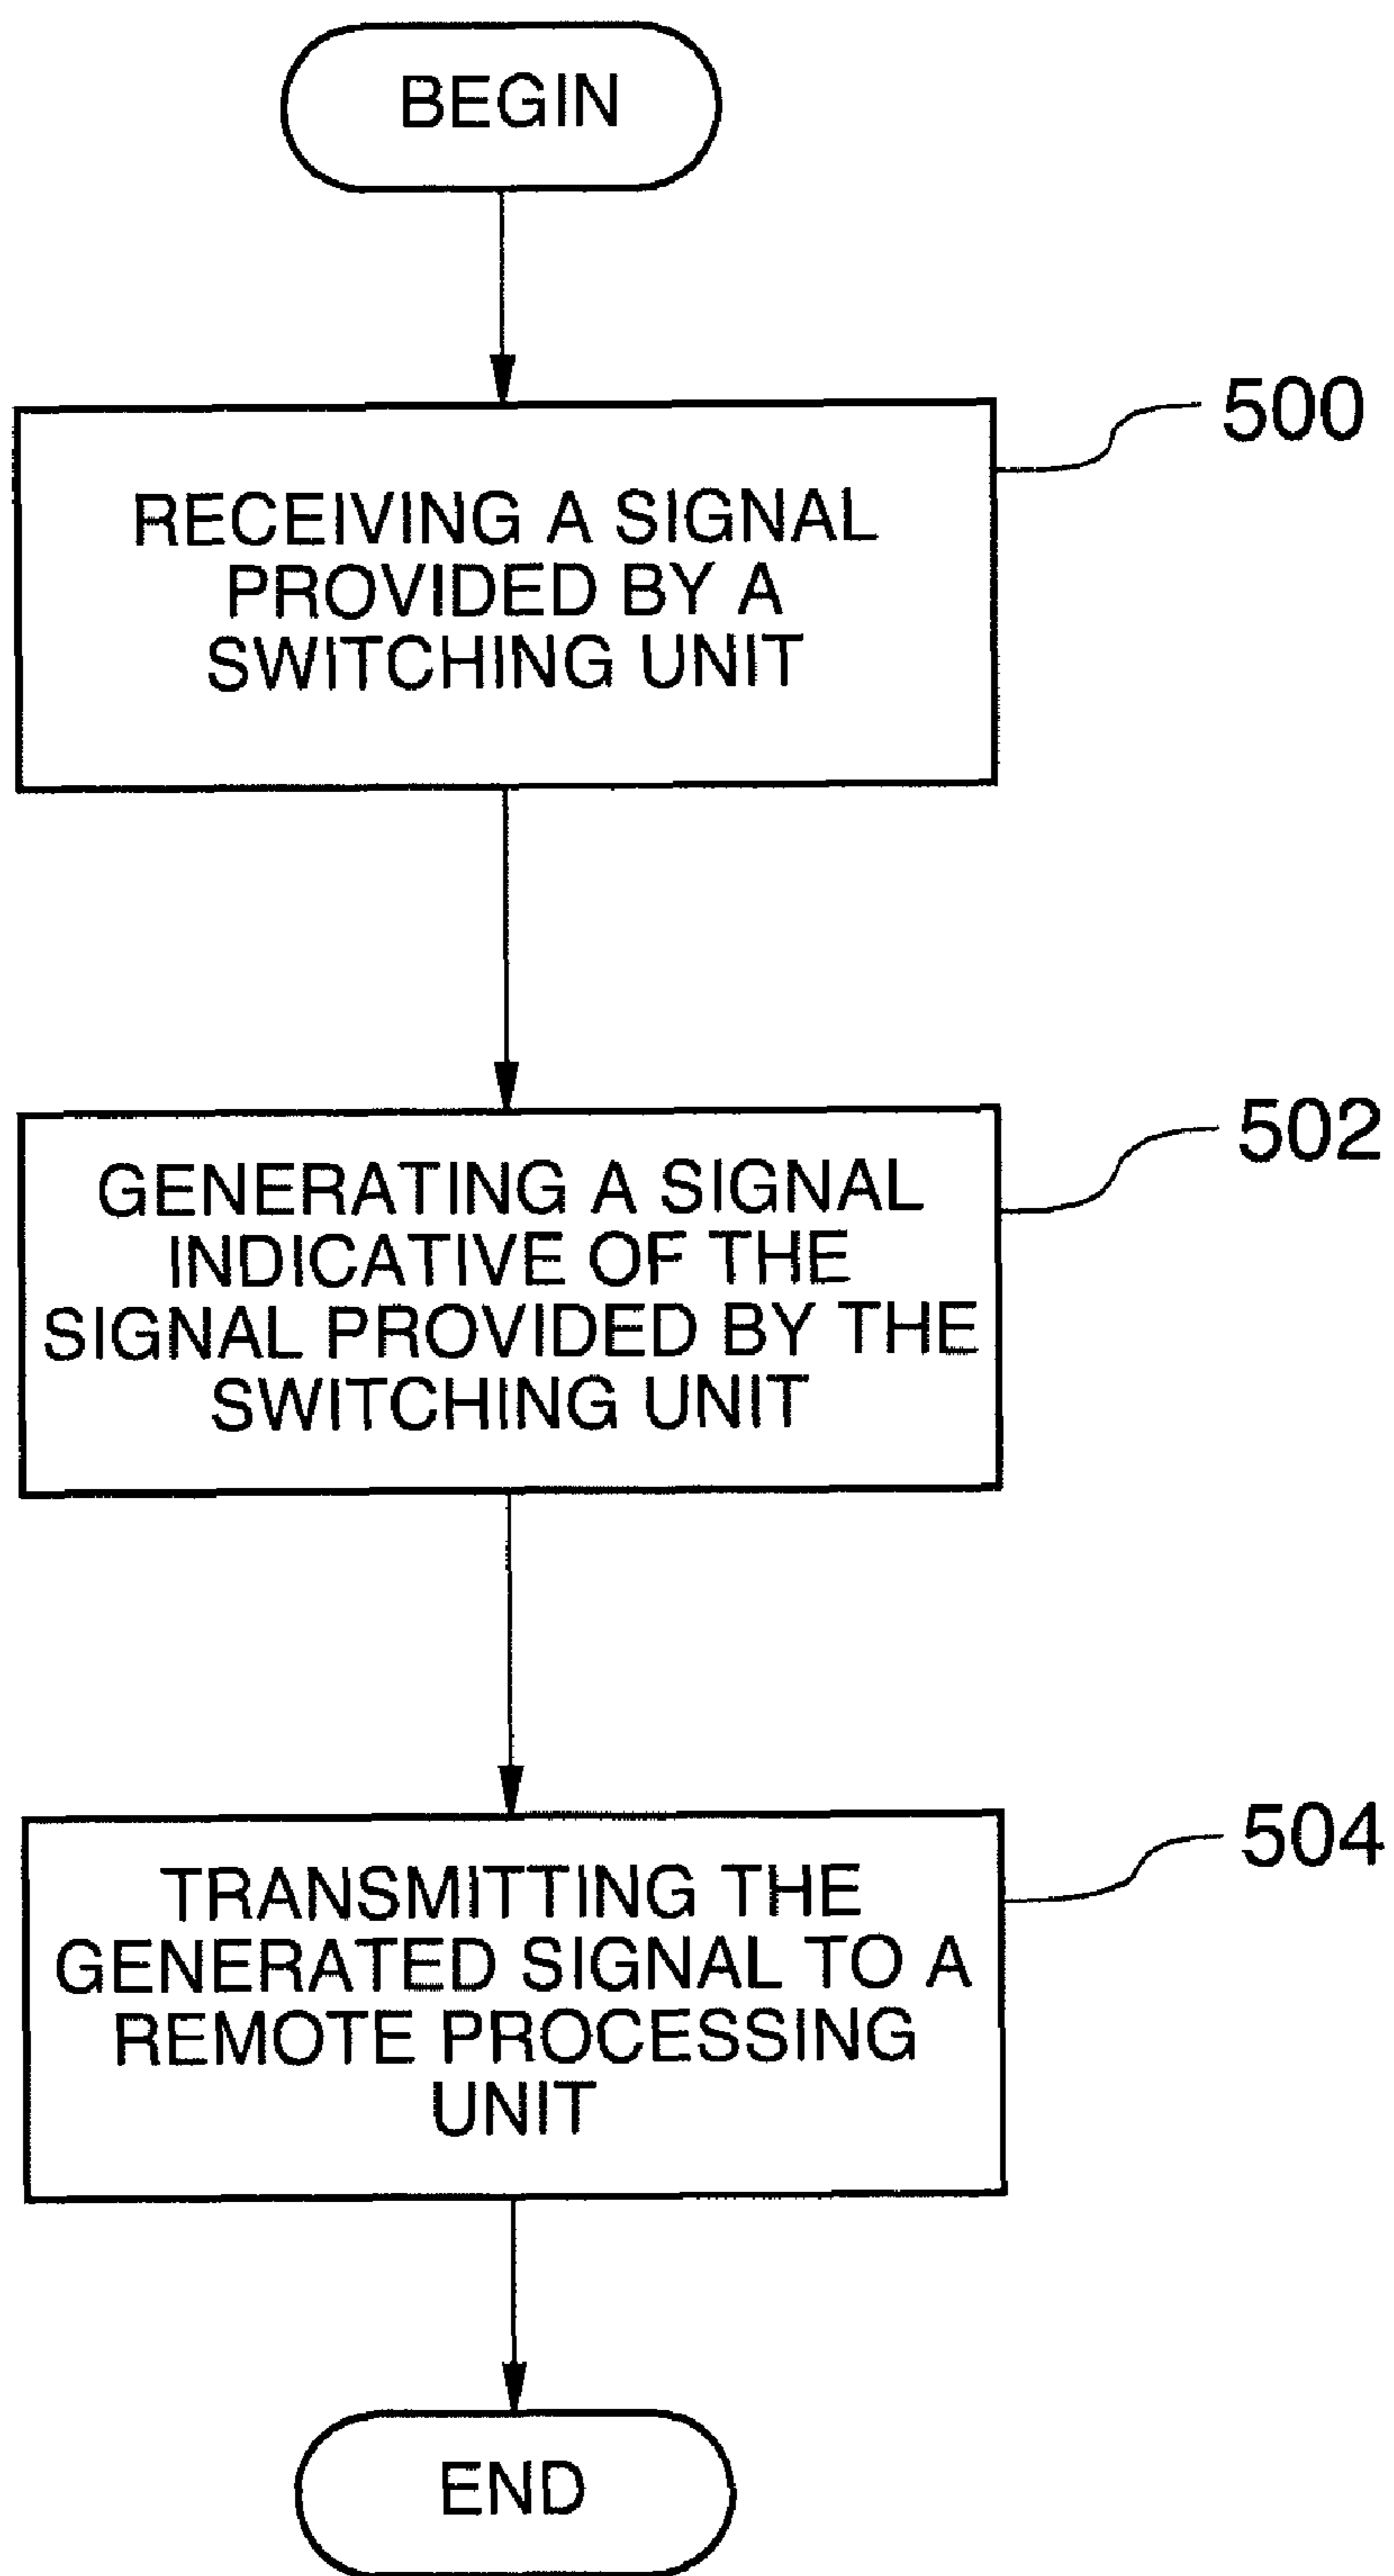 BEGIN
500
RECEIVING A SIGNAL
PROVIDED BY A
SWITCHING UNIT
502
GENERATING A SIGNAL
INDICATIVE OF THE
SIGNAL PROVIDED BY THE
SWITCHING UNIT
504
TRANSMITTING THE
GENERATED SIGNAL TO A
REMOTE PROCESSING
UNIT
END